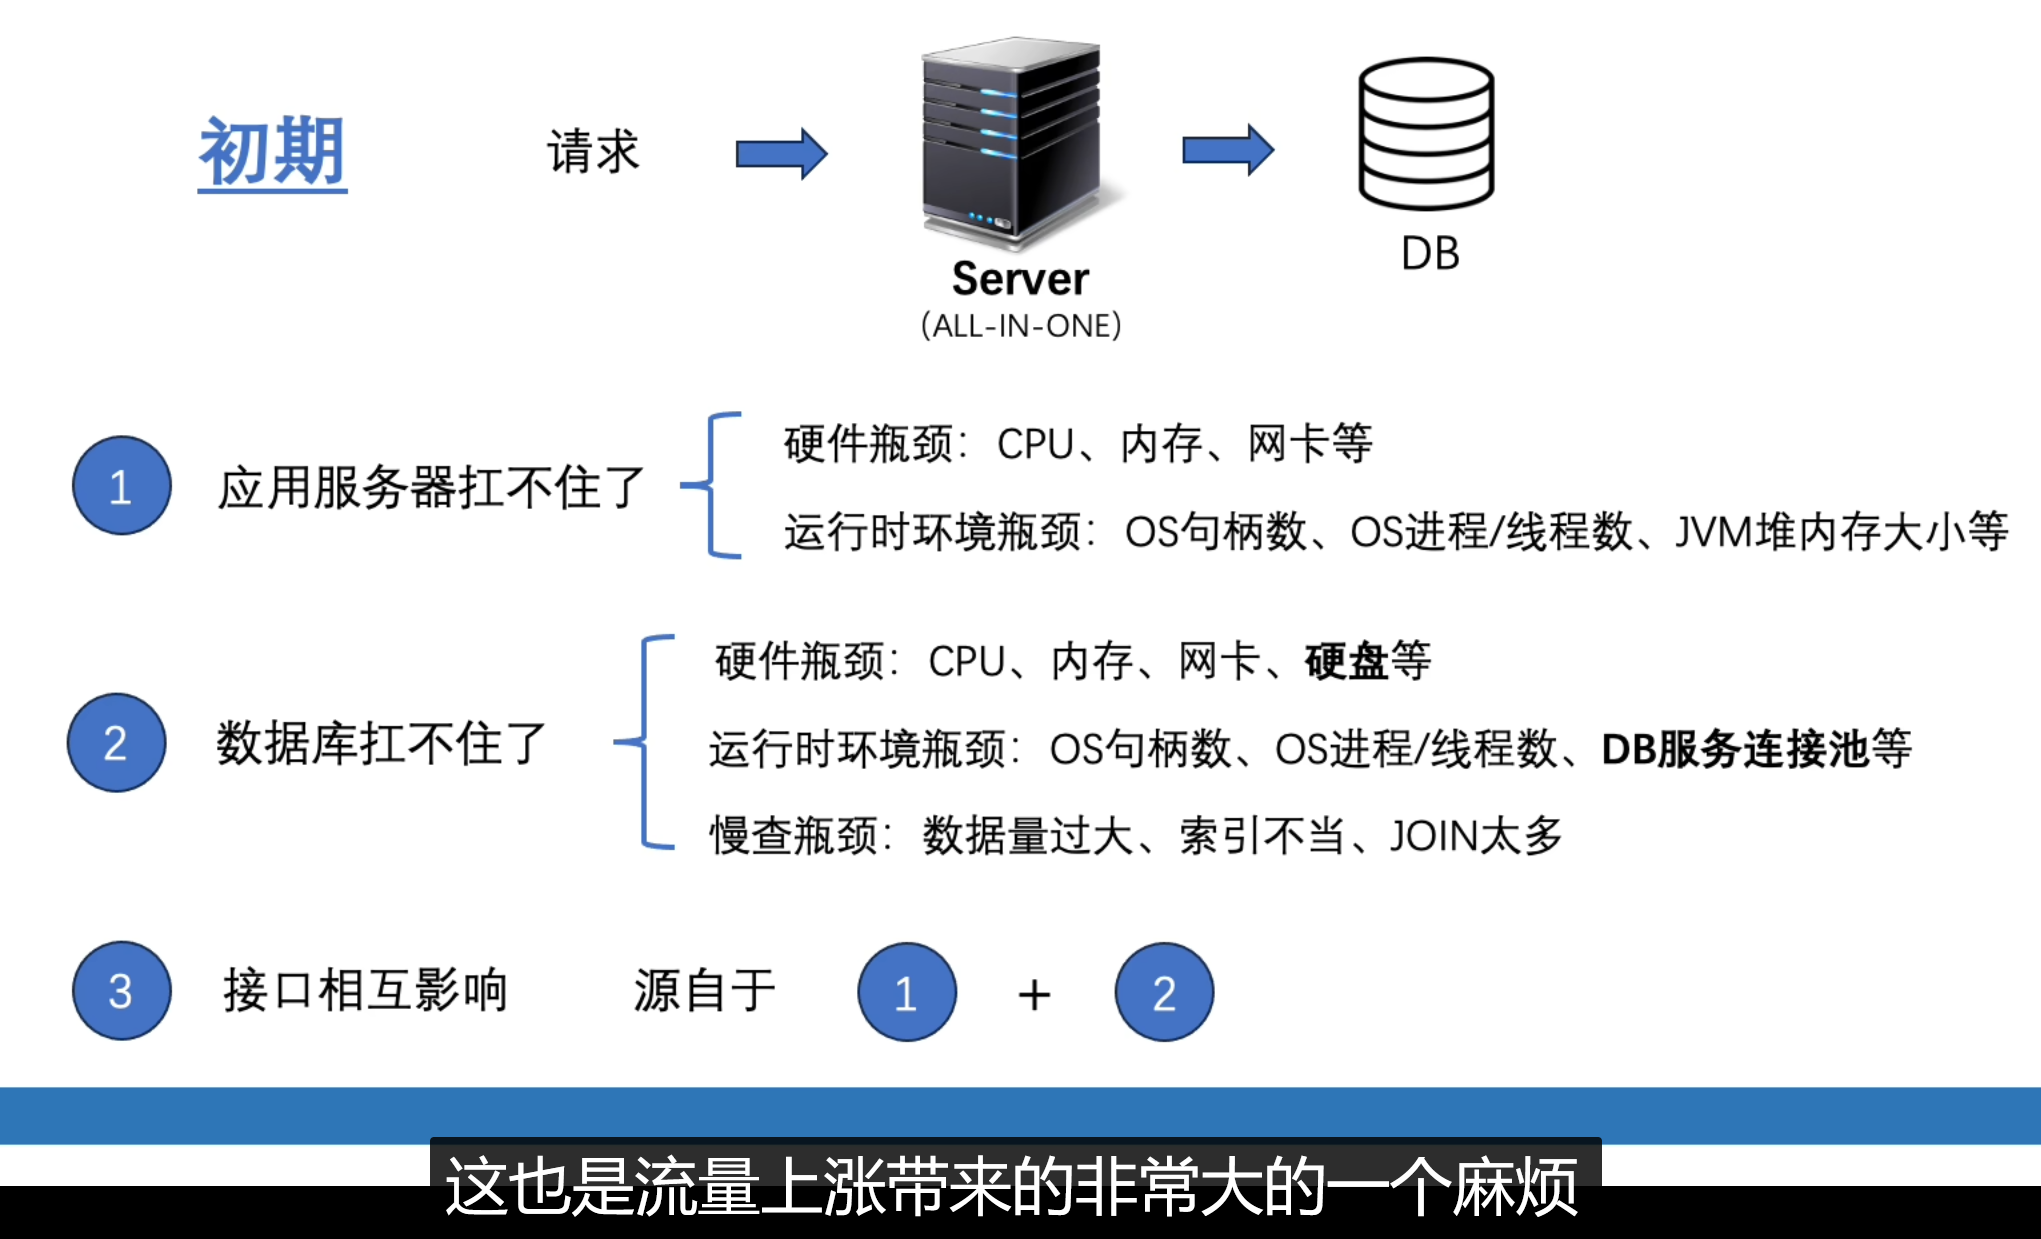 初期
请求
Server
(ALL-IN-ONE)
DB
1
应用服务器扛不住了
硬件瓶颈：CPU、内存、网卡等
运行时环境瓶颈：OS句柄数、OS进程/线程数、JVM堆内存大小等
2
数据库扛不住了
硬件瓶颈：CPU、内存、网卡、硬盘等
运行时环境瓶颈：OS句柄数、OS进程/线程数、DB服务连接池等
慢查瓶颈：数据量过大、索引不当、JOIN太多
3
接口相互影响 源自于 1 + 2
这也是流量上涨带来的非常大的一个麻烦